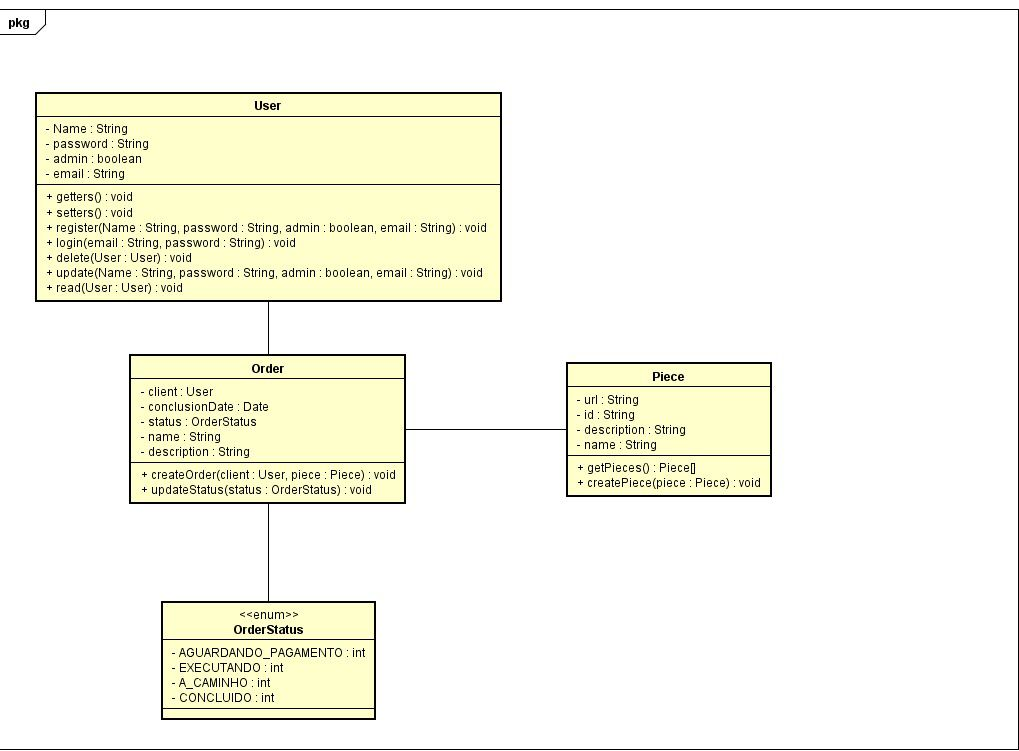 pkg
User
- Name : String
- password : String
- admin : boolean
- email : String
+ getters() : void
+ setters() : void
+ register(Name : String, password : String, admin : boolean, email : String) : void
+ login(email : String, password : String) : void
+ delete(User : User) : void
+ update(Name : String, password : String, admin : boolean, email : String) : void
+ read(User : User) : void
Order
- client : User
- conclusionDate : Date
- status : OrderStatus
- name : String
- description : String
+ createOrder(client : User, piece : Piece) : void
+ updateStatus(status : OrderStatus) : void
Piece
- url : String
- id : String
- description : String
- name : String
+ getPieces() : Piece[]
+ createPiece(piece : Piece) : void
<<enum>>
OrderStatus
- AGUARDANDO_PAGAMENTO : int
- EXECUTANDO : int
- A_CAMINHO : int
- CONCLUIDO : int